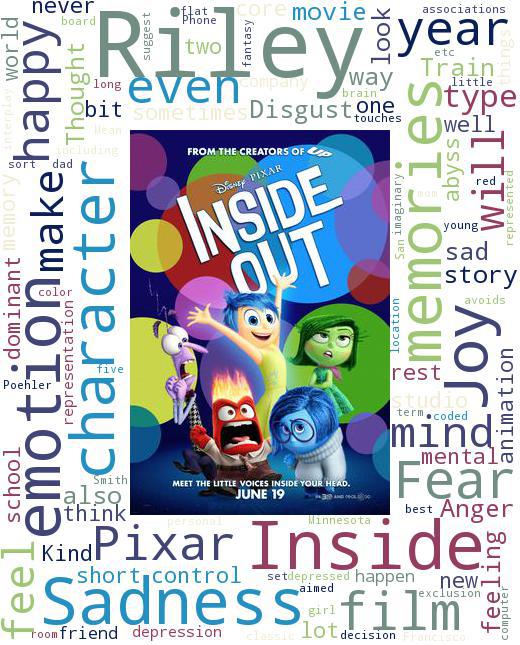 never
board
world
happy
Thought
long
bit
Riley
suggest
flat
Phone
two
even
sometimes
fantasy
core
company
Disgust
movie
things
way
brain
look
one
touches
associations
year
etc
Train
little
type
well
interplay
Wean
including
sort
dad
memory
make
dominant
emotion
color
representation
Poehler
character
five
school
Smith
also
think
FROM THE CREATORS OF UP
DISNEY PIXAR
INSIDE
OUT
MEET THE LITTLE VOICES INSIDE YOUR HEAD.
JUNE 19
memories
abyss
will
San
imaginary
mom
red
represented
young
sad
story
location
Joy
avoids
rest
studio
term
coded
mind
animation
mental
Fear
best
Anger
personal
Minnesota
feel
Kind
Pixar
Inside
feeling
computer
short
control
set
depressed
happen
new
exclusion
aimed
Sadness
girl
film
room
friend
depression
classic
lot
decision
Francisco